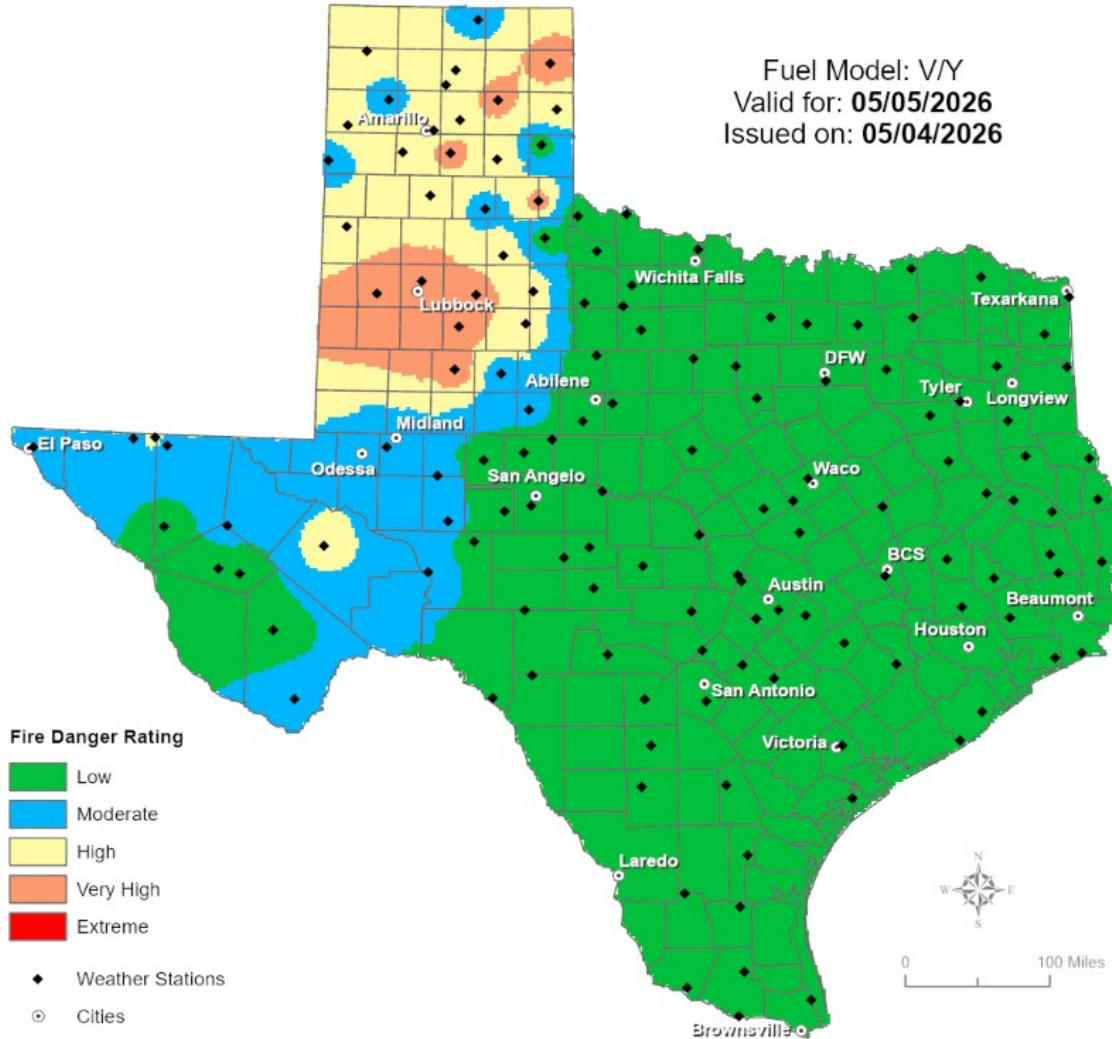 Fuel Model: V/Y
Valid for: 05/05/2026
Issued on: 05/04/2026
Amarillo
Wichita Falls
Lubbock
Texarkana
DFW
Abilene
Tyler
Longview
Midland
El Paso
Odessa
Waco
San Angelo
BCS
Austin
Beaumont
Houston
San Antonio
Victoria
Laredo
Brownsville
Fire Danger Rating
Low
Moderate
High
Very High
Extreme
Weather Stations
Cities
N
W E
S
0 100 Miles